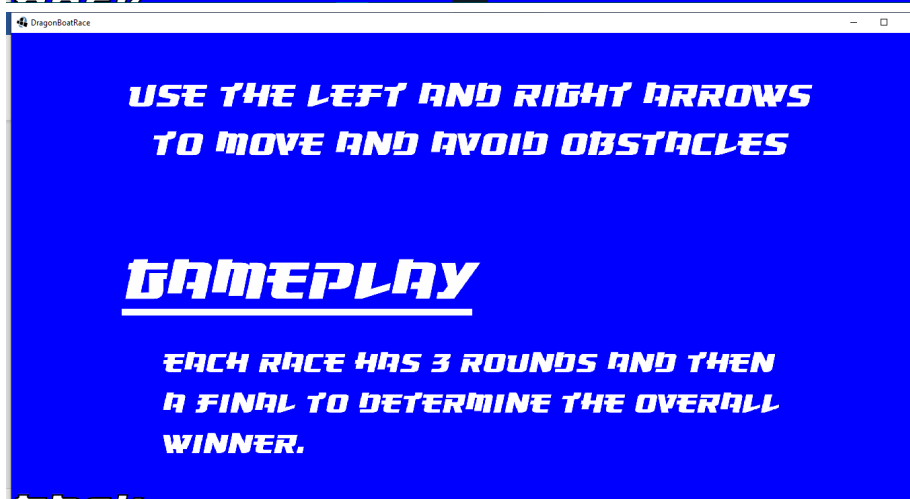 DragonBoatRace
USE THE LEFT AND RIGHT ARROWS
TO MOVE AND AVOID OBSTACLES
GAMEPLAY
EACH RACE HAS 3 ROUNDS AND THEN
A FINAL TO DETERMINE THE OVERALL
WINNER.